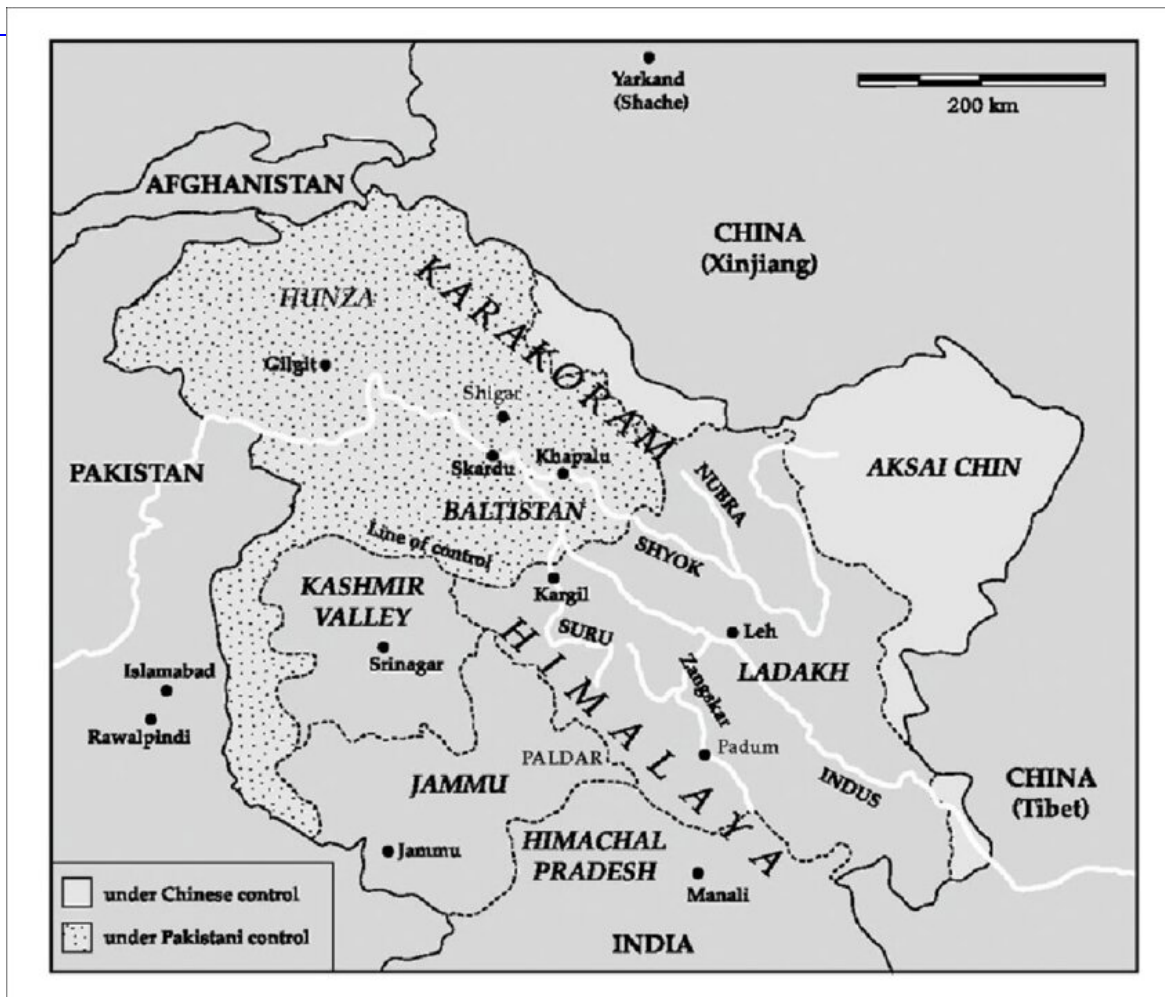 Yarkand
(Shache)
200 km
AFGHANISTAN
CHINA
(Xinjiang)
KARAKORAM
HUNZA
Gilgit
Shigar
PAKISTAN
Skardu
Khapalu
NUBRA
AKSAI CHIN
BALTISTAN
Line of control
SHYOK
KASHMIR
VALLEY
Kargil
HIMALAYA
SURU
Leh
Srinagar
Zangskar
LADAKH
Islamabad
Rawalpindi
Padum
PALDAR
JAMMU
INDUS
CHINA
(Tibet)
HIMACHAL
PRADESH
Jammu
Manali
INDIA
under Chinese control
under Pakistani control